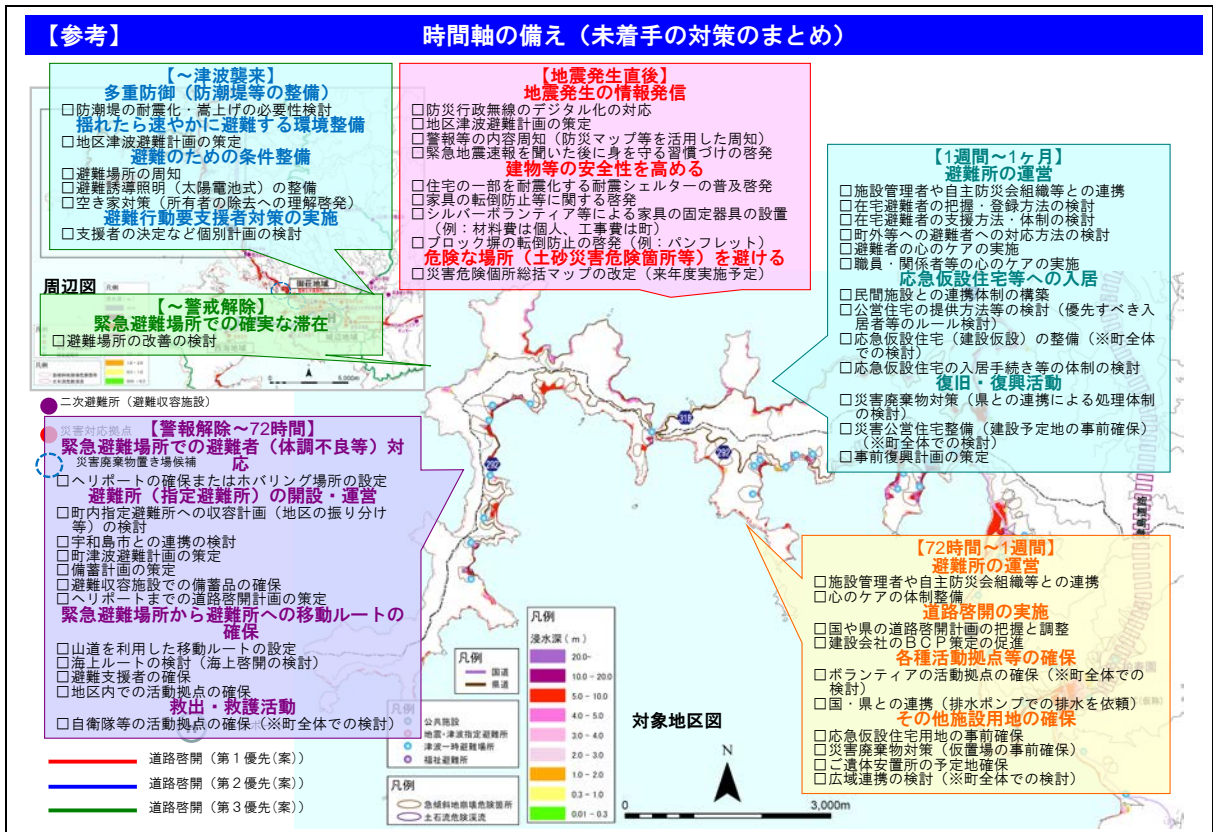 【参考】 時間軸の備え（未着手の対策のまとめ）
【～津波襲来】
多重防御（防潮堤等の整備）
□防潮堤の耐震化・嵩上げの必要性検討
揺れたら速やかに避難する環境整備
□地区津波避難計画の策定
避難のための条件整備
□避難場所の周知
□避難誘導照明（太陽電池式）の整備
□空き家対策（所有者の除去への理解啓発）
避難行動要支援者対策の実施
□支援者の決定など個別計画の検討
【地震発生直後】
地震発生の情報発信
□防災行政無線のデジタル化の対応
□地区津波避難計画の策定
□警報等の内容周知（防災マップ等を活用した周知）
□緊急地震速報を聞いた後に身を守る習慣づけの啓発
建物等の安全性を高める
□住宅の一部を耐震化する耐震シェルターの普及啓発
□家具の転倒防止等に関する啓発
□シルバーボランティア等による家具の固定器具の設置
（例：材料費は個人、工事費は町）
□ブロック塀の転倒防止の啓発（例：パンフレット）
危険な場所（土砂災害危険箇所等）を避ける
□災害危険個所総括マップの改定（来年度実施予定）
【1週間～1ヶ月】
避難所の運営
□施設管理者や自主防災会組織等との連携
□在宅避難者の把握・登録方法の検討
□在宅避難者の支援方法・体制の検討
□町外等への避難者への対応方法の検討
□避難者の心のケアの実施
□職員・関係者等の心のケアの実施
応急仮設住宅等への入居
□民間施設との連携体制の構築
□公営住宅の提供方法等の検討（優先すべき入
居者等のルール検討）
□応急仮設住宅（建設仮設）の整備（※町全体
での検討）
□応急仮設住宅の入居手続き等の体制の検討
復旧・復興活動
□災害廃棄物対策（県との連携による処理体制
の検討）
□災害公営住宅整備（建設予定地の事前確保）
（※町全体での検討）
□事前復興計画の策定
周辺図
凡例
御荘地域
【～警戒解除】
緊急避難場所での確実な滞在
□避難場所の改善の検討
凡例
0 5,000m
二次避難所（避難収容施設）
災害対応拠点
災害廃棄物置き場候補
【警報解除～72時間】
緊急避難場所での避難者（体調不良等）対
応
□ヘリポートの確保またはホバリング場所の設定
避難所（指定避難所）の開設・運営
□町内指定避難所への収容計画（地区の振り分け
等）の検討
□宇和島市との連携の検討
□町津波避難計画の策定
□備蓄計画の策定
□避難収容施設での備蓄品の確保
□ヘリポートまでの道路啓開計画の策定
緊急避難場所から避難所への移動ルートの
確保
□山道を利用した移動ルートの設定
□海上ルートの検討（海上啓開の検討）
□避難支援者の確保
□地区内での活動拠点の確保
救出・救護活動
□自衛隊等の活動拠点の確保（※町全体での検討）
道路啓開（第１優先(案)）
道路啓開（第２優先(案)）
道路啓開（第３優先(案)）
292
318
292
津島道路
【72時間～1週間】
避難所の運営
□施設管理者や自主防災会組織等との連携
□心のケアの体制整備
道路啓開の実施
□国や県の道路啓開計画の把握と調整
□建設会社のＢＣＰ策定の促進
各種活動拠点等の確保
□ボランティアの活動拠点の確保（※町全体での
検討）
□国・県との連携（排水ポンプでの排水を依頼）
その他施設用地の確保
□応急仮設住宅用地の事前確保
□災害廃棄物対策（仮置場の事前確保）
□ご遺体安置所の予定地確保
□広域連携の検討（※町全体での検討）
凡例
国道
県道
凡例
公共施設
地震・津波指定避難所
津波一時避難場所
福祉避難所
凡例
急傾斜地崩壊危険箇所
土石流危険渓流
凡例
浸水深（ｍ）
20.0-
10.0 - 20.0
5.0 - 10.0
4.0 - 5.0
3.0 - 4.0
2.0 - 3.0
1.0 - 2.0
0.3 - 1.0
0.01 - 0.3
対象地区図
N
0 3,000m